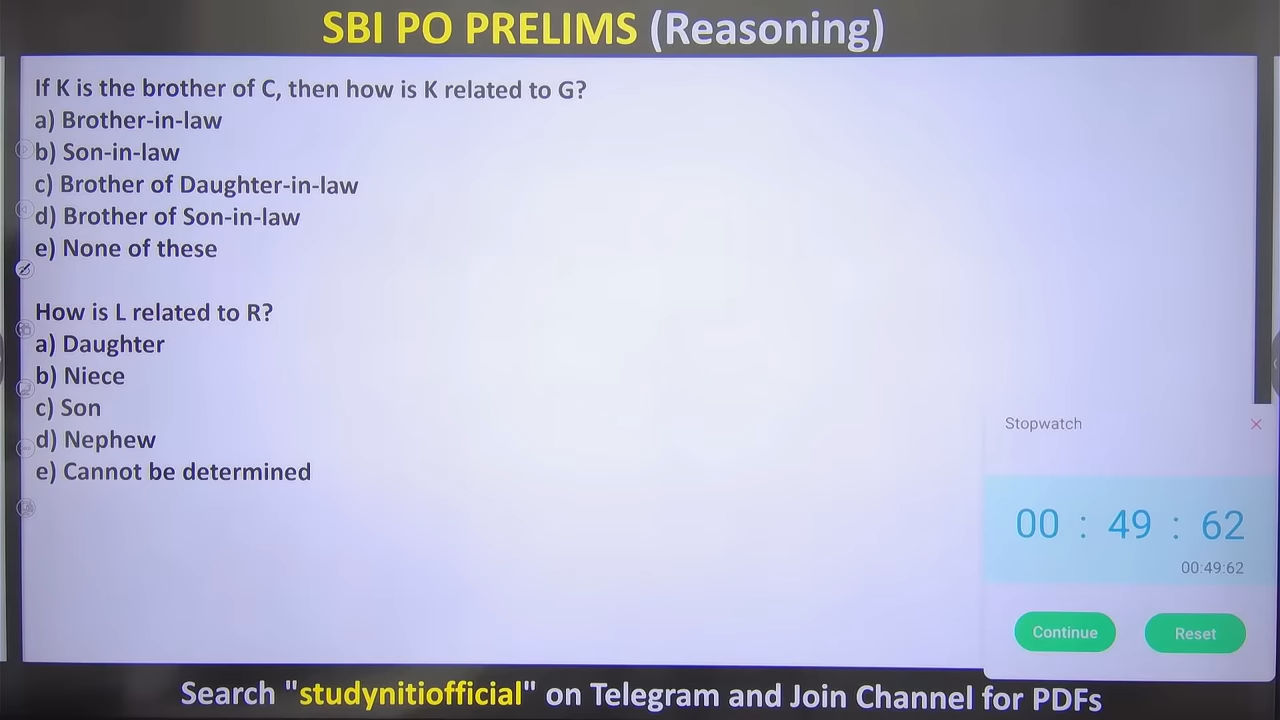 SBI PO PRELIMS (Reasoning)
If K is the brother of C, then how is K related to G?
a) Brother-in-law
b) Son-in-law
c) Brother of Daughter-in-law
d) Brother of Son-in-law
e) None of these
How is L related to R?
a) Daughter
b) Niece
c) Son
d) Nephew
e) Cannot be determined
Stopwatch
00 : 49 : 62
00:49:62
Continue
Reset
Search "studynitiofficial" on Telegram and Join Channel for PDFs